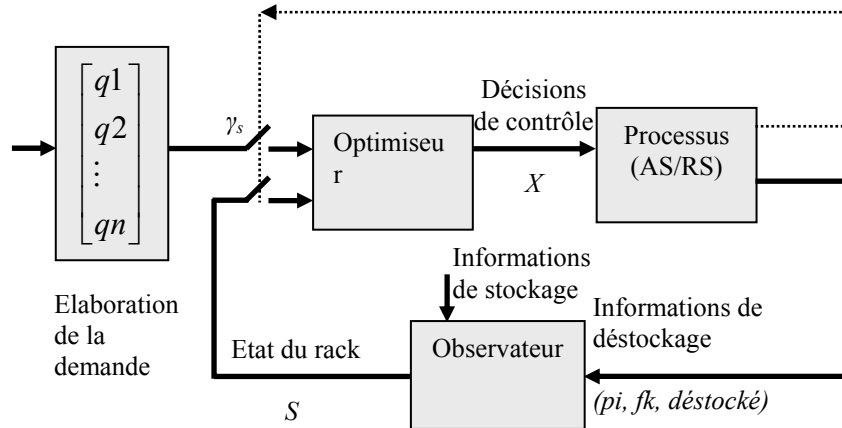 q1
q2
⋮
qn
Elaboration
de la
demande
γs
Optimiseu
r
Décisions
de contrôle
X
Processus
(AS/RS)
Informations
de stockage
Informations de
déstockage
(pi, fk, déstocké)
Observateur
Etat du rack
S